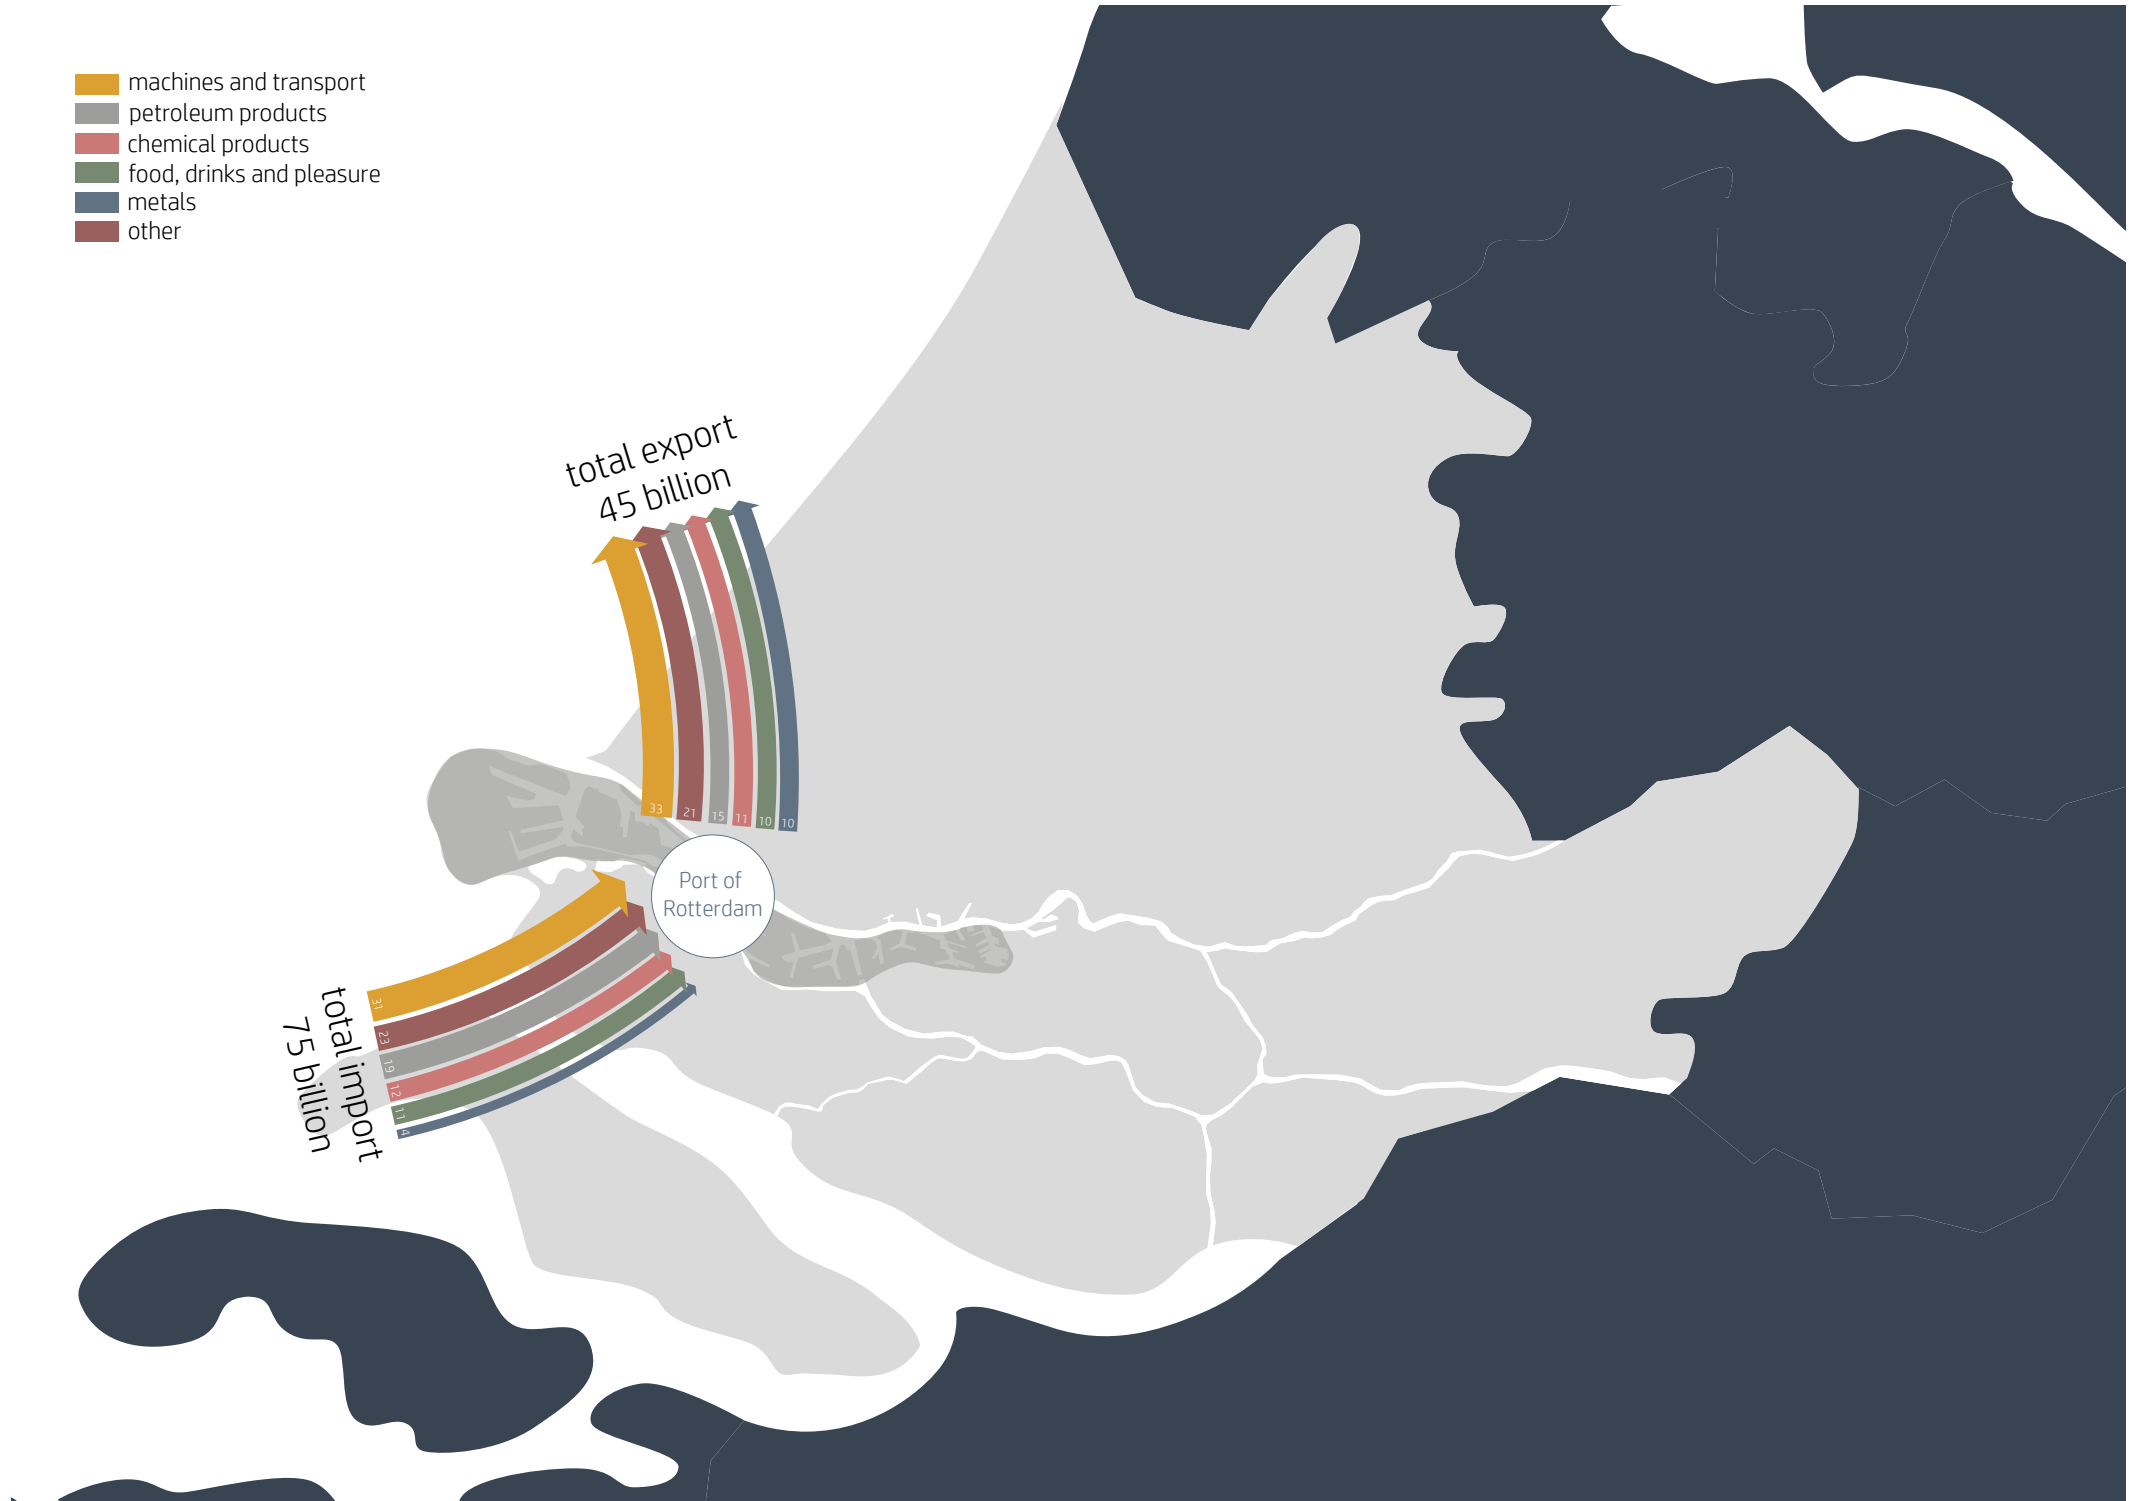 machines and transport
petroleum products
chemical products
food, drinks and pleasure
metals
other
total export
45 billion
33
21
15
11
10
10
Port of
Rotterdam
31
23
19
12
11
4
total import
75 billion